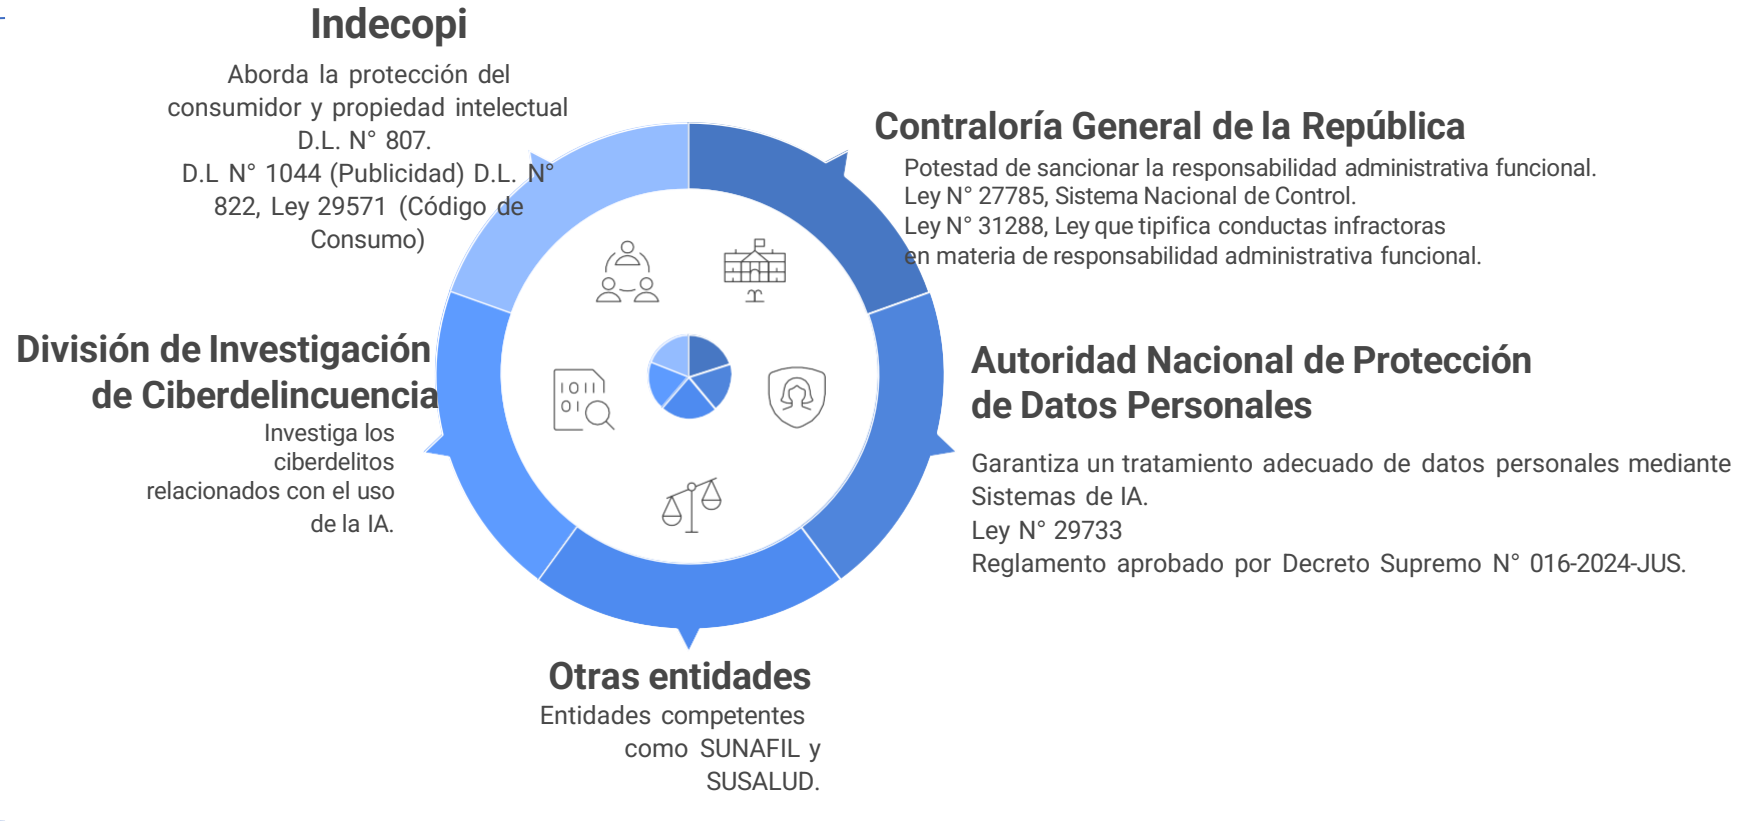 Indecopi
Aborda la protección del
consumidor y propiedad intelectual
D.L. N° 807.
D.L N° 1044 (Publicidad) D.L. N°
822, Ley 29571 (Código de
Consumo)
Contraloría General de la República
Potestad de sancionar la responsabilidad administrativa funcional.
Ley N° 27785, Sistema Nacional de Control.
Ley N° 31288, Ley que tipifica conductas infractoras
en materia de responsabilidad administrativa funcional.
División de Investigación
de Ciberdelincuencia
Investiga los
ciberdelitos
relacionados con el uso
de la IA.
Autoridad Nacional de Protección
de Datos Personales
Garantiza un tratamiento adecuado de datos personales mediante
Sistemas de IA.
Ley N° 29733
Reglamento aprobado por Decreto Supremo N° 016-2024-JUS.
Otras entidades
Entidades competentes
como SUNAFIL y
SUSALUD.